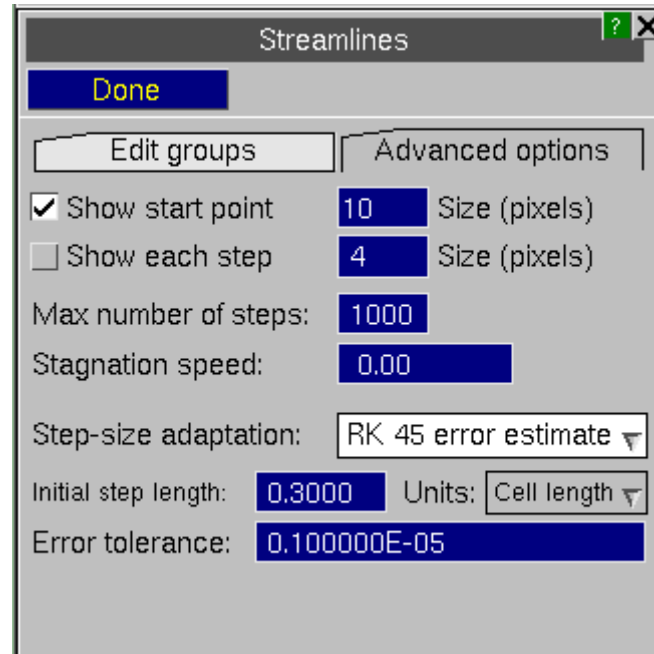 Streamlines ?
Done
Edit groups Advanced options
Show start point 10 Size (pixels)
Show each step 4 Size (pixels)
Max number of steps: 1000
Stagnation speed: 0.00
Step-size adaptation: RK 45 error estimate
Initial step length: 0.3000 Units: Cell length
Error tolerance: 0.100000E-05